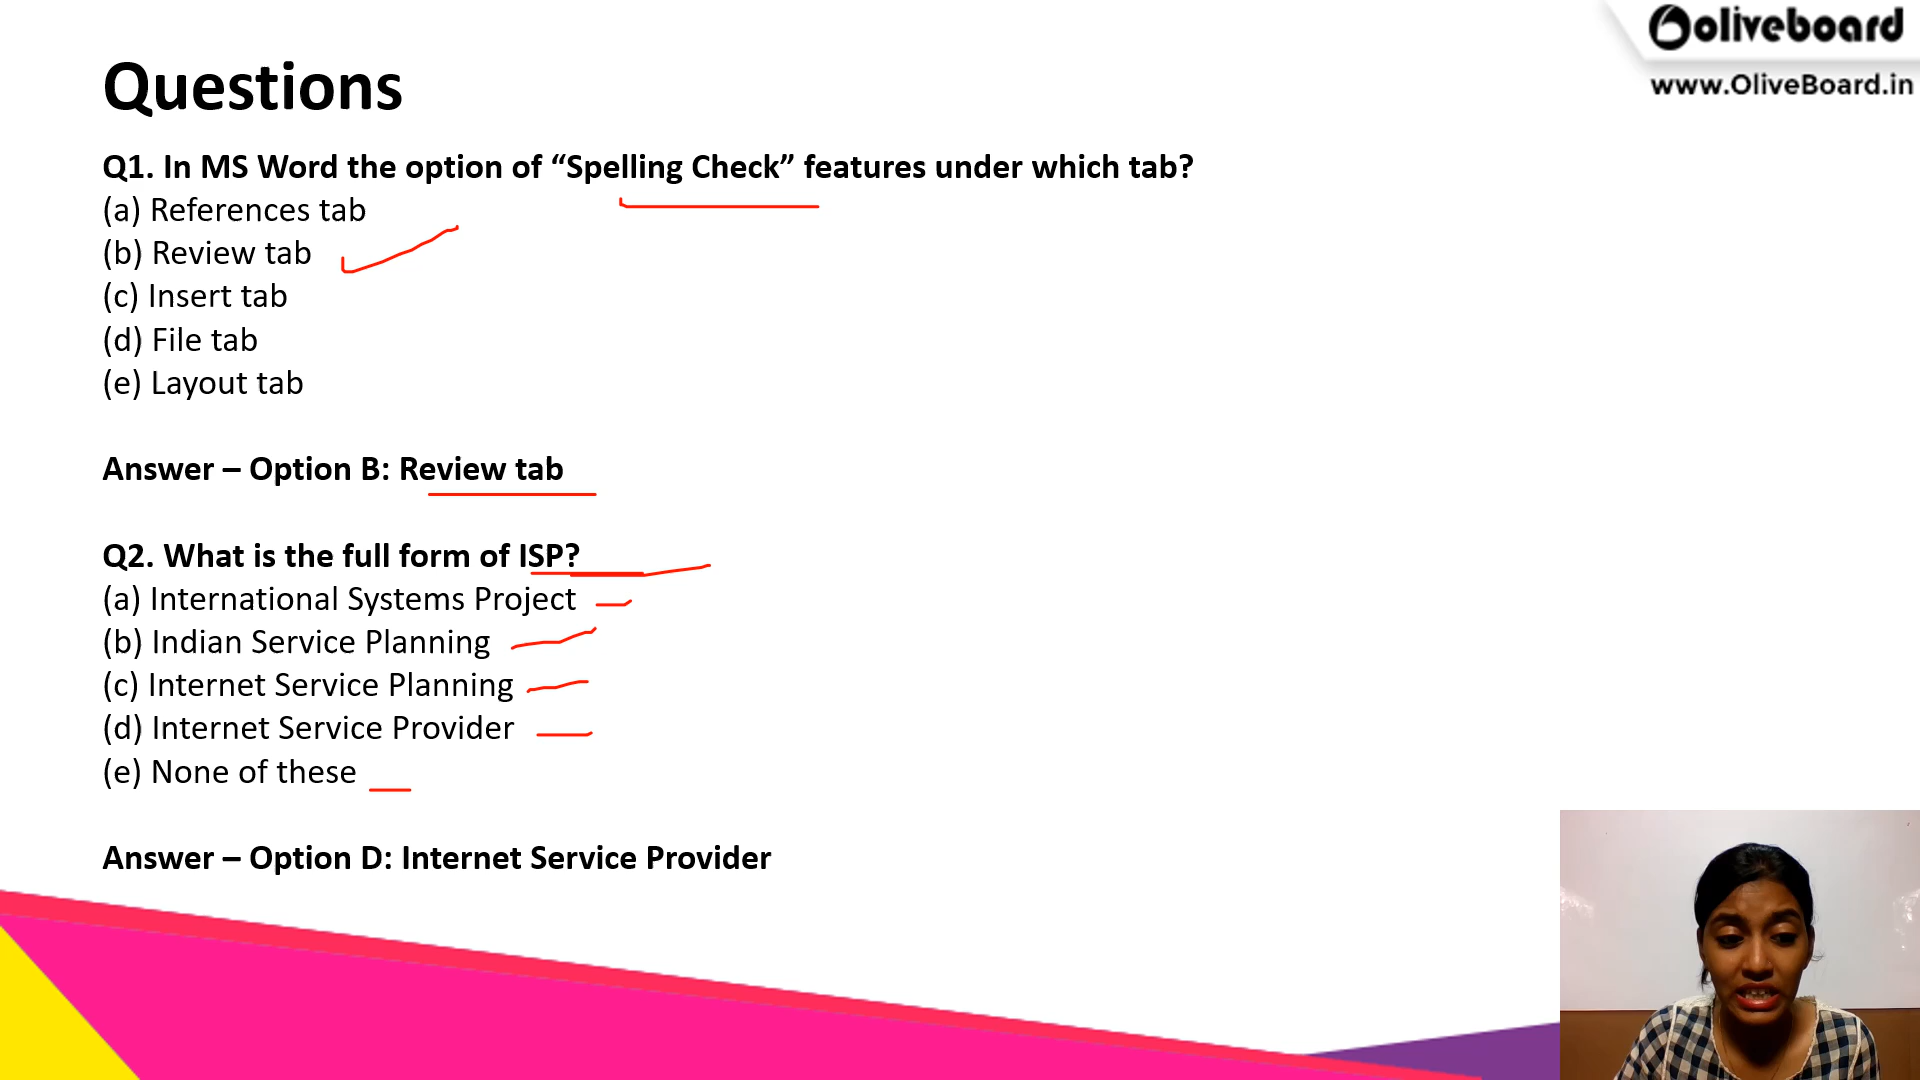 oliveboard
www.OliveBoard.in
Questions
Q1. In MS Word the option of “Spelling Check” features under which tab?
(a) References tab
(b) Review tab
(c) Insert tab
(d) File tab
(e) Layout tab
Answer – Option B: Review tab
Q2. What is the full form of ISP?
(a) International Systems Project
(b) Indian Service Planning
(c) Internet Service Planning
(d) Internet Service Provider
(e) None of these
Answer – Option D: Internet Service Provider